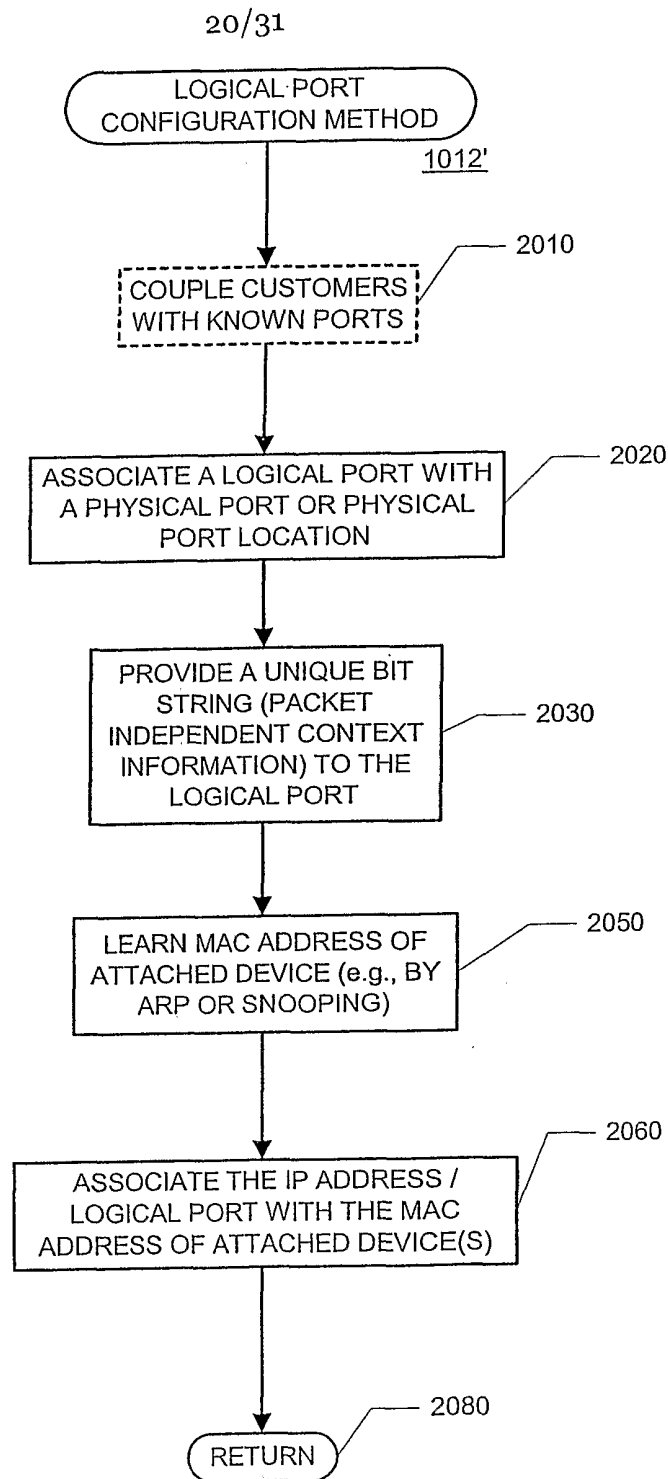 20/31
LOGICAL PORT
CONFIGURATION METHOD
1012'
2010
COUPLE CUSTOMERS
WITH KNOWN PORTS
2020
ASSOCIATE A LOGICAL PORT WITH
A PHYSICAL PORT OR PHYSICAL
PORT LOCATION
PROVIDE A UNIQUE BIT
STRING (PACKET
INDEPENDENT CONTEXT
INFORMATION) TO THE
LOGICAL PORT
2030
2050
LEARN MAC ADDRESS OF
ATTACHED DEVICE (e.g., BY
ARP OR SNOOPING)
2060
ASSOCIATE THE IP ADDRESS /
LOGICAL PORT WITH THE MAC
ADDRESS OF ATTACHED DEVICE(S)
2080
RETURN